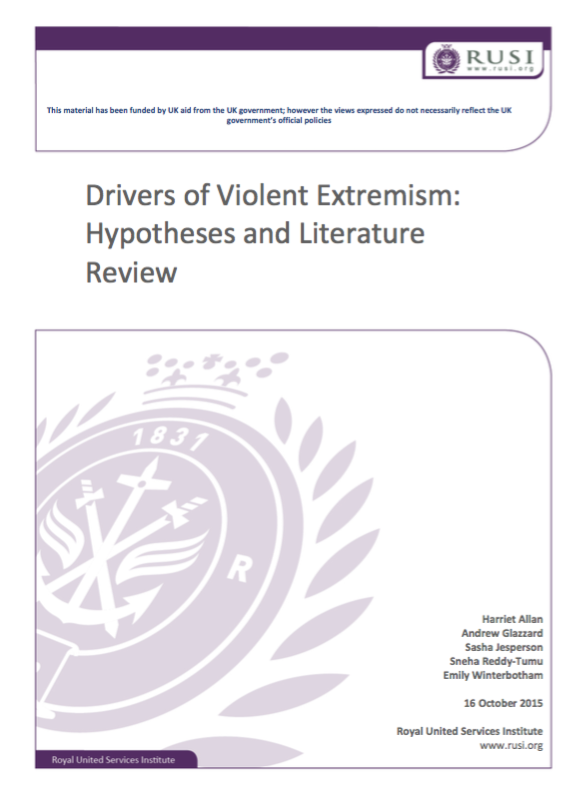 RUSI
www.rusi.org
This material has been funded by UK aid from the UK government; however the views expressed do not necessarily reflect the UK
government's official policies
Drivers of Violent Extremism:
Hypotheses and Literature
Review
1831
R
Harriet Allan
Andrew Glazzard
Sasha Jesperson
Sneha Reddy-Tumu
Emily Winterbotham
16 October 2015
Royal United Services Institute
www.rusi.org
Royal United Services Institute